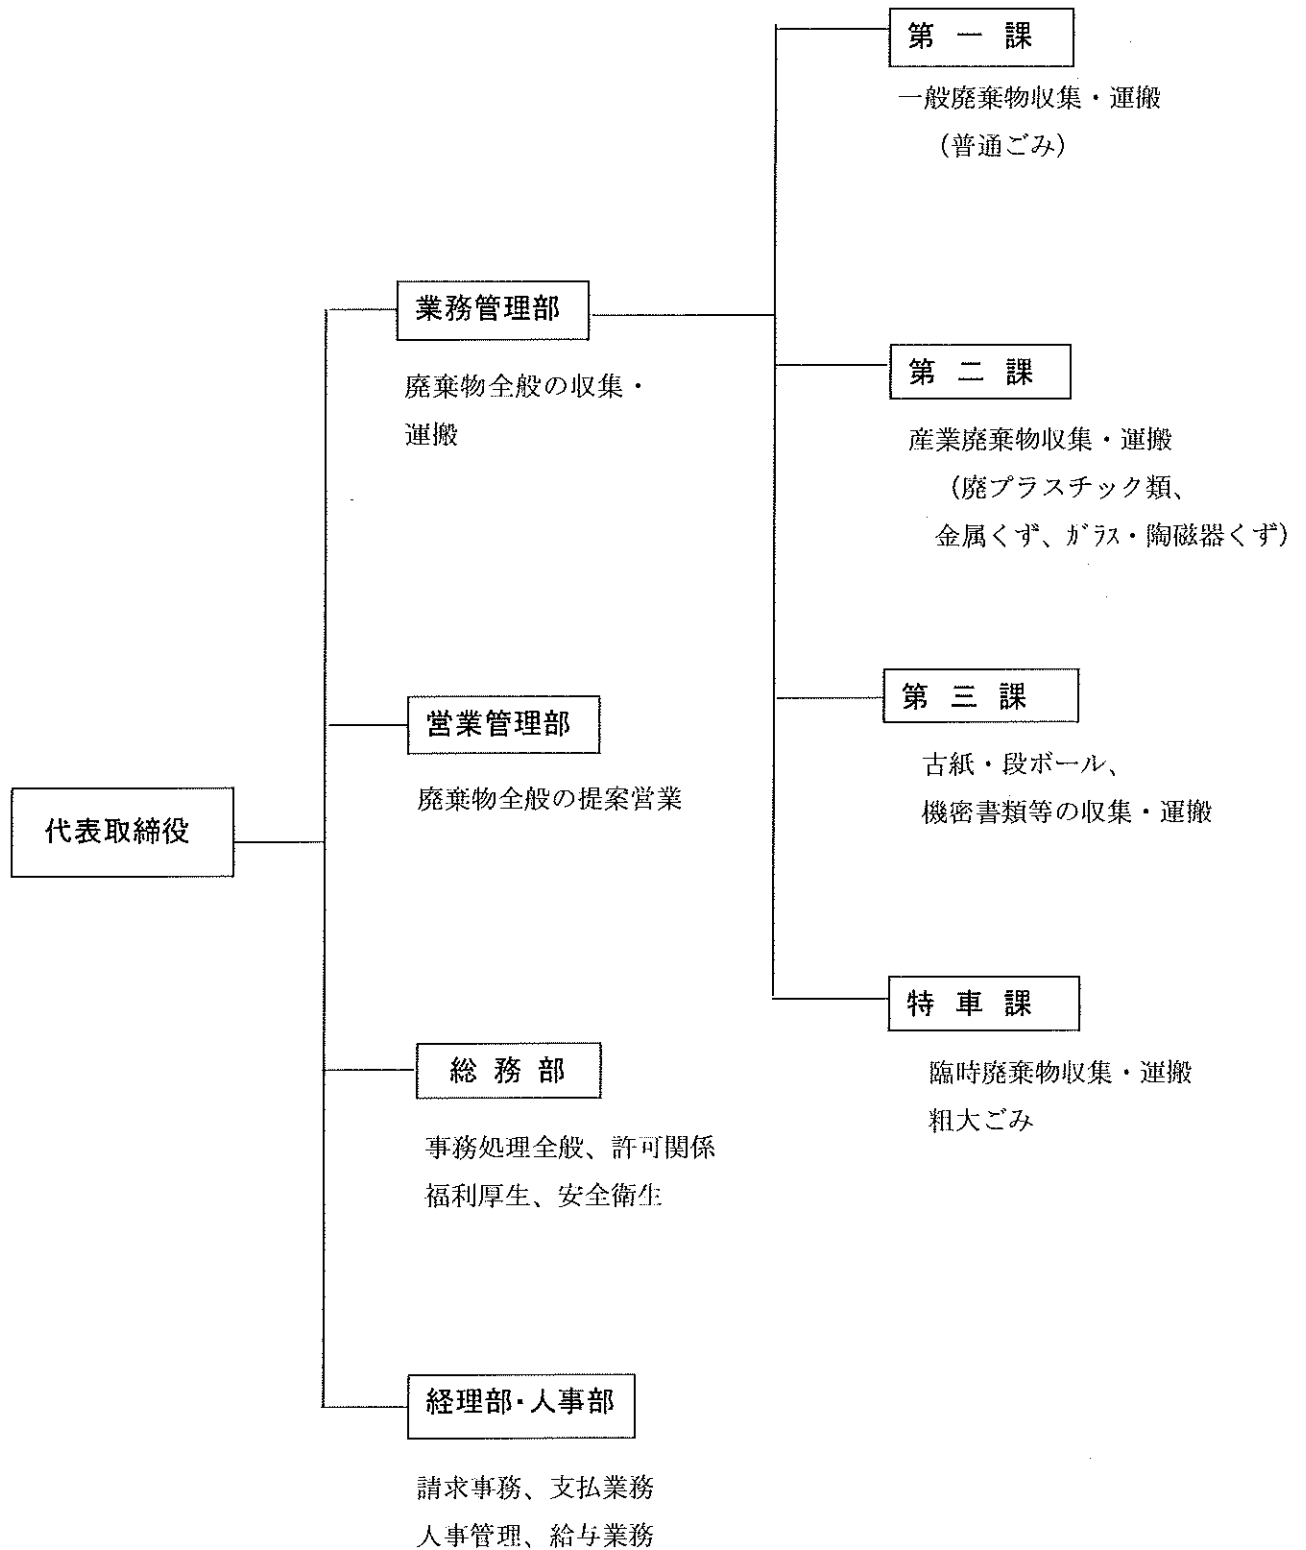 代表取締役
業務管理部
廃棄物全般の収集・
運搬
営業管理部
廃棄物全般の提案営業
総 務 部
事務処理全般、許可関係
福利厚生、安全衛生
経理部・人事部
請求事務、支払業務
人事管理、給与業務
第 一 課
一般廃棄物収集・運搬
(普通ごみ)
第 二 課
産業廃棄物収集・運搬
(廃プラスチック類、
金属くず、ｶﾞﾗｽ・陶磁器くず)
第 三 課
古紙・段ボール、
機密書類等の収集・運搬
特 車 課
臨時廃棄物収集・運搬
粗大ごみ